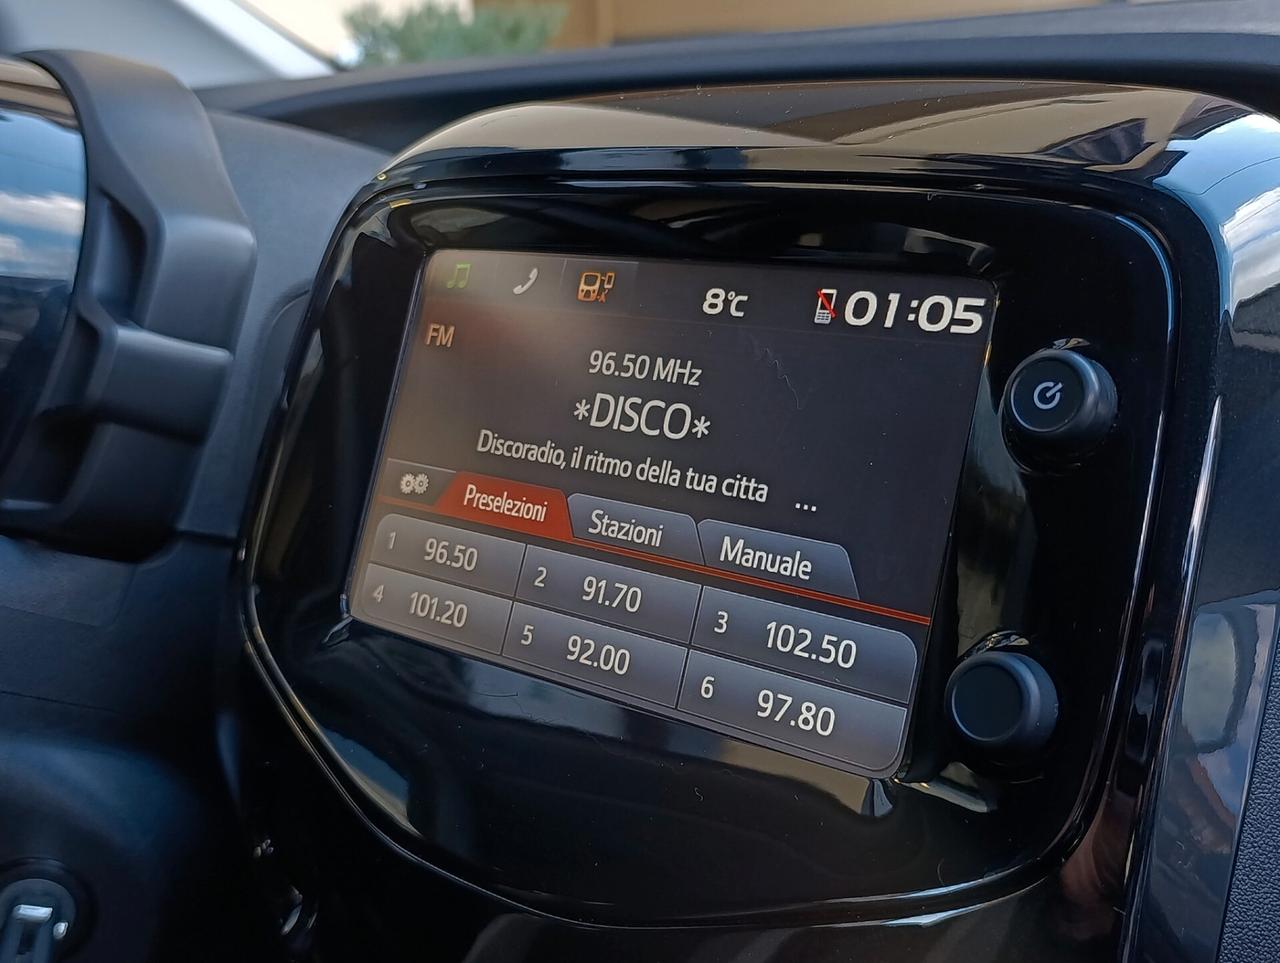 8°C 01:05
FM
96.50 MHz
*DISCO*
Discoradio, il ritmo della tua citta ...
Preselezioni Stazioni Manuale
1 96.50 2 91.70 3 102.50
4 101.20 5 92.00 6 97.80